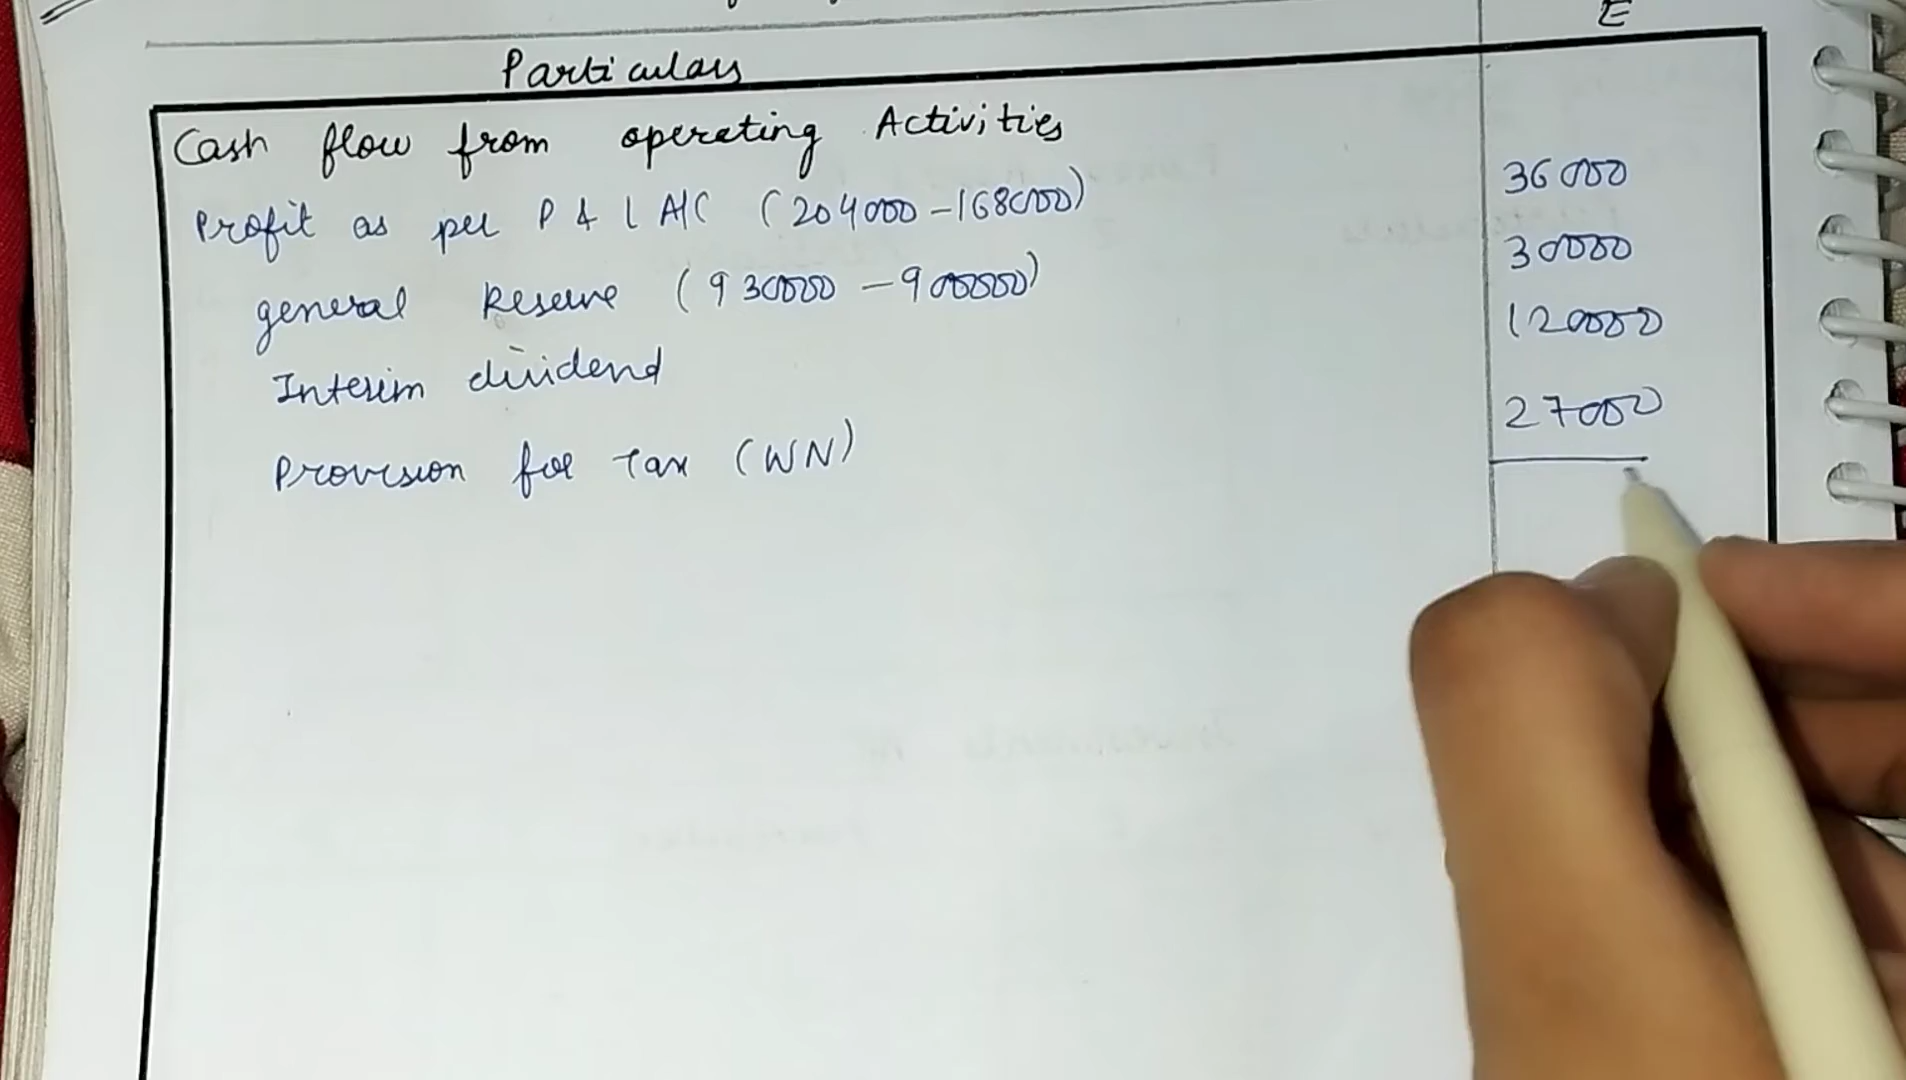 Particulars
Cash flow from operating Activities
Profit as per P & L A/C (204000-168000) 36000
general Reserve (930000-900000) 30000
Interim dividend 120000
Provision for Tax (WN) 27000